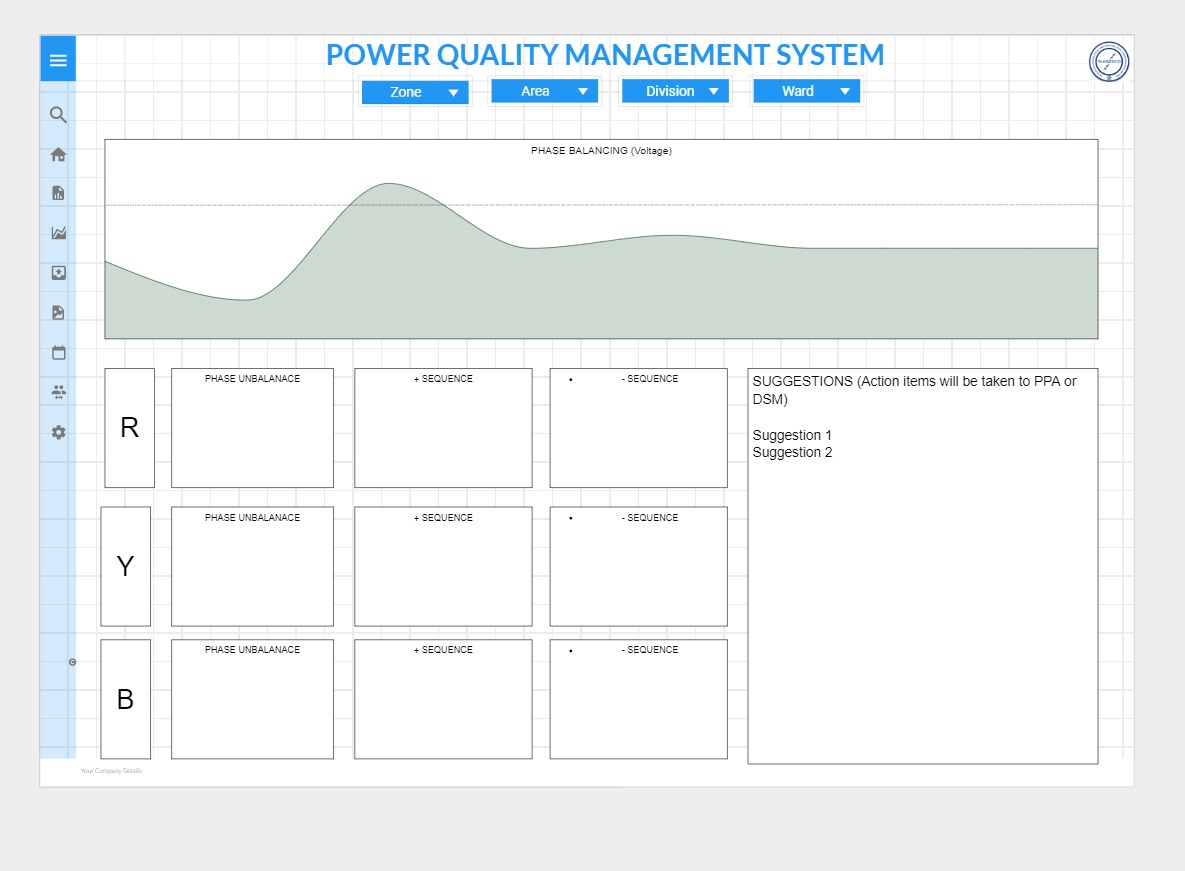 POWER QUALITY MANAGEMENT SYSTEM
Zone
Area
Division
Ward
PHASE BALANCING (Voltage)
R
PHASE UNBALANACE
+ SEQUENCE
• - SEQUENCE
SUGGESTIONS (Action items will be taken to PPA or
DSM)
Suggestion 1
Suggestion 2
Y
PHASE UNBALANACE
+ SEQUENCE
• - SEQUENCE
B
PHASE UNBALANACE
+ SEQUENCE
• - SEQUENCE
Your Company Details